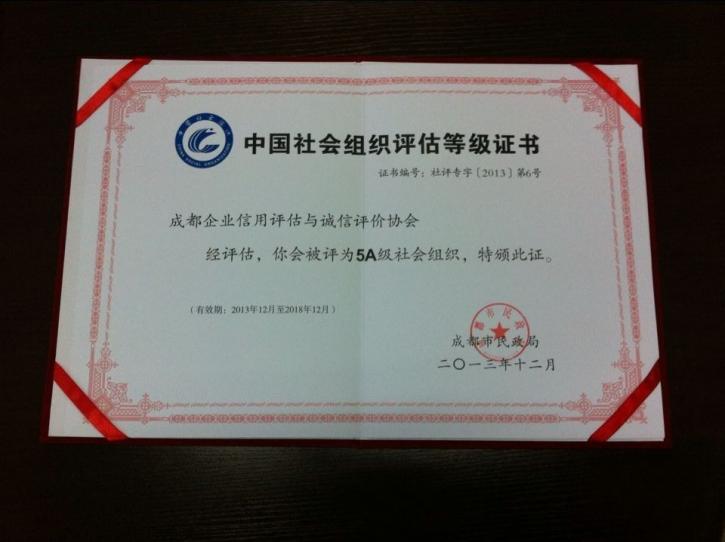 中国社会组织评估等级证书
证书编号：社评专字〔2013〕第6号
成都企业信用评估与诚信评价协会
经评估，你会被评为5A级社会组织，特颁此证。
（有效期：2013年12月至2018年12月）
成都市民政局
二〇一三年十二月